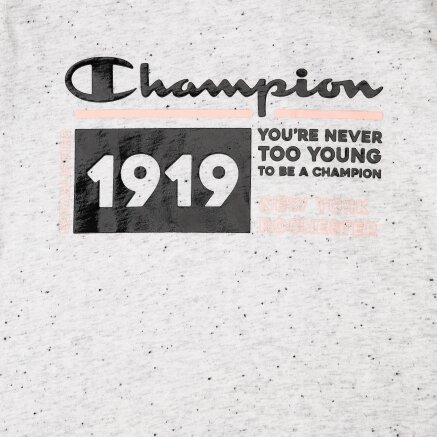 Champion
1919
YOU'RE NEVER
TOO YOUNG
TO BE A CHAMPION
NEW YORK
ROCHESTER